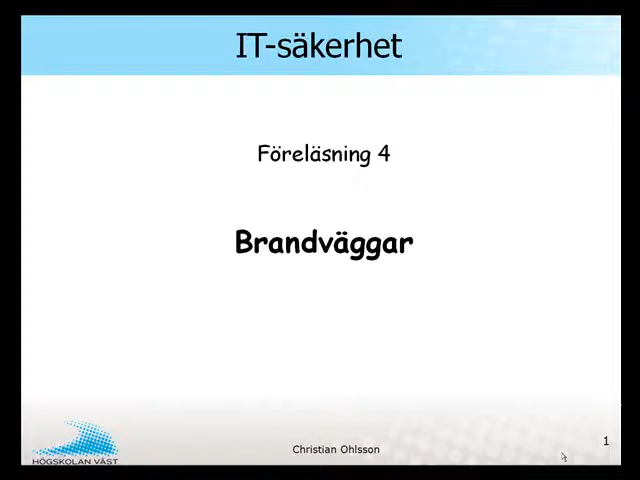 IT-säkerhet
Föreläsning 4
Brandväggar
HÖGSKOLAN VÄST
Christian Ohlsson
1